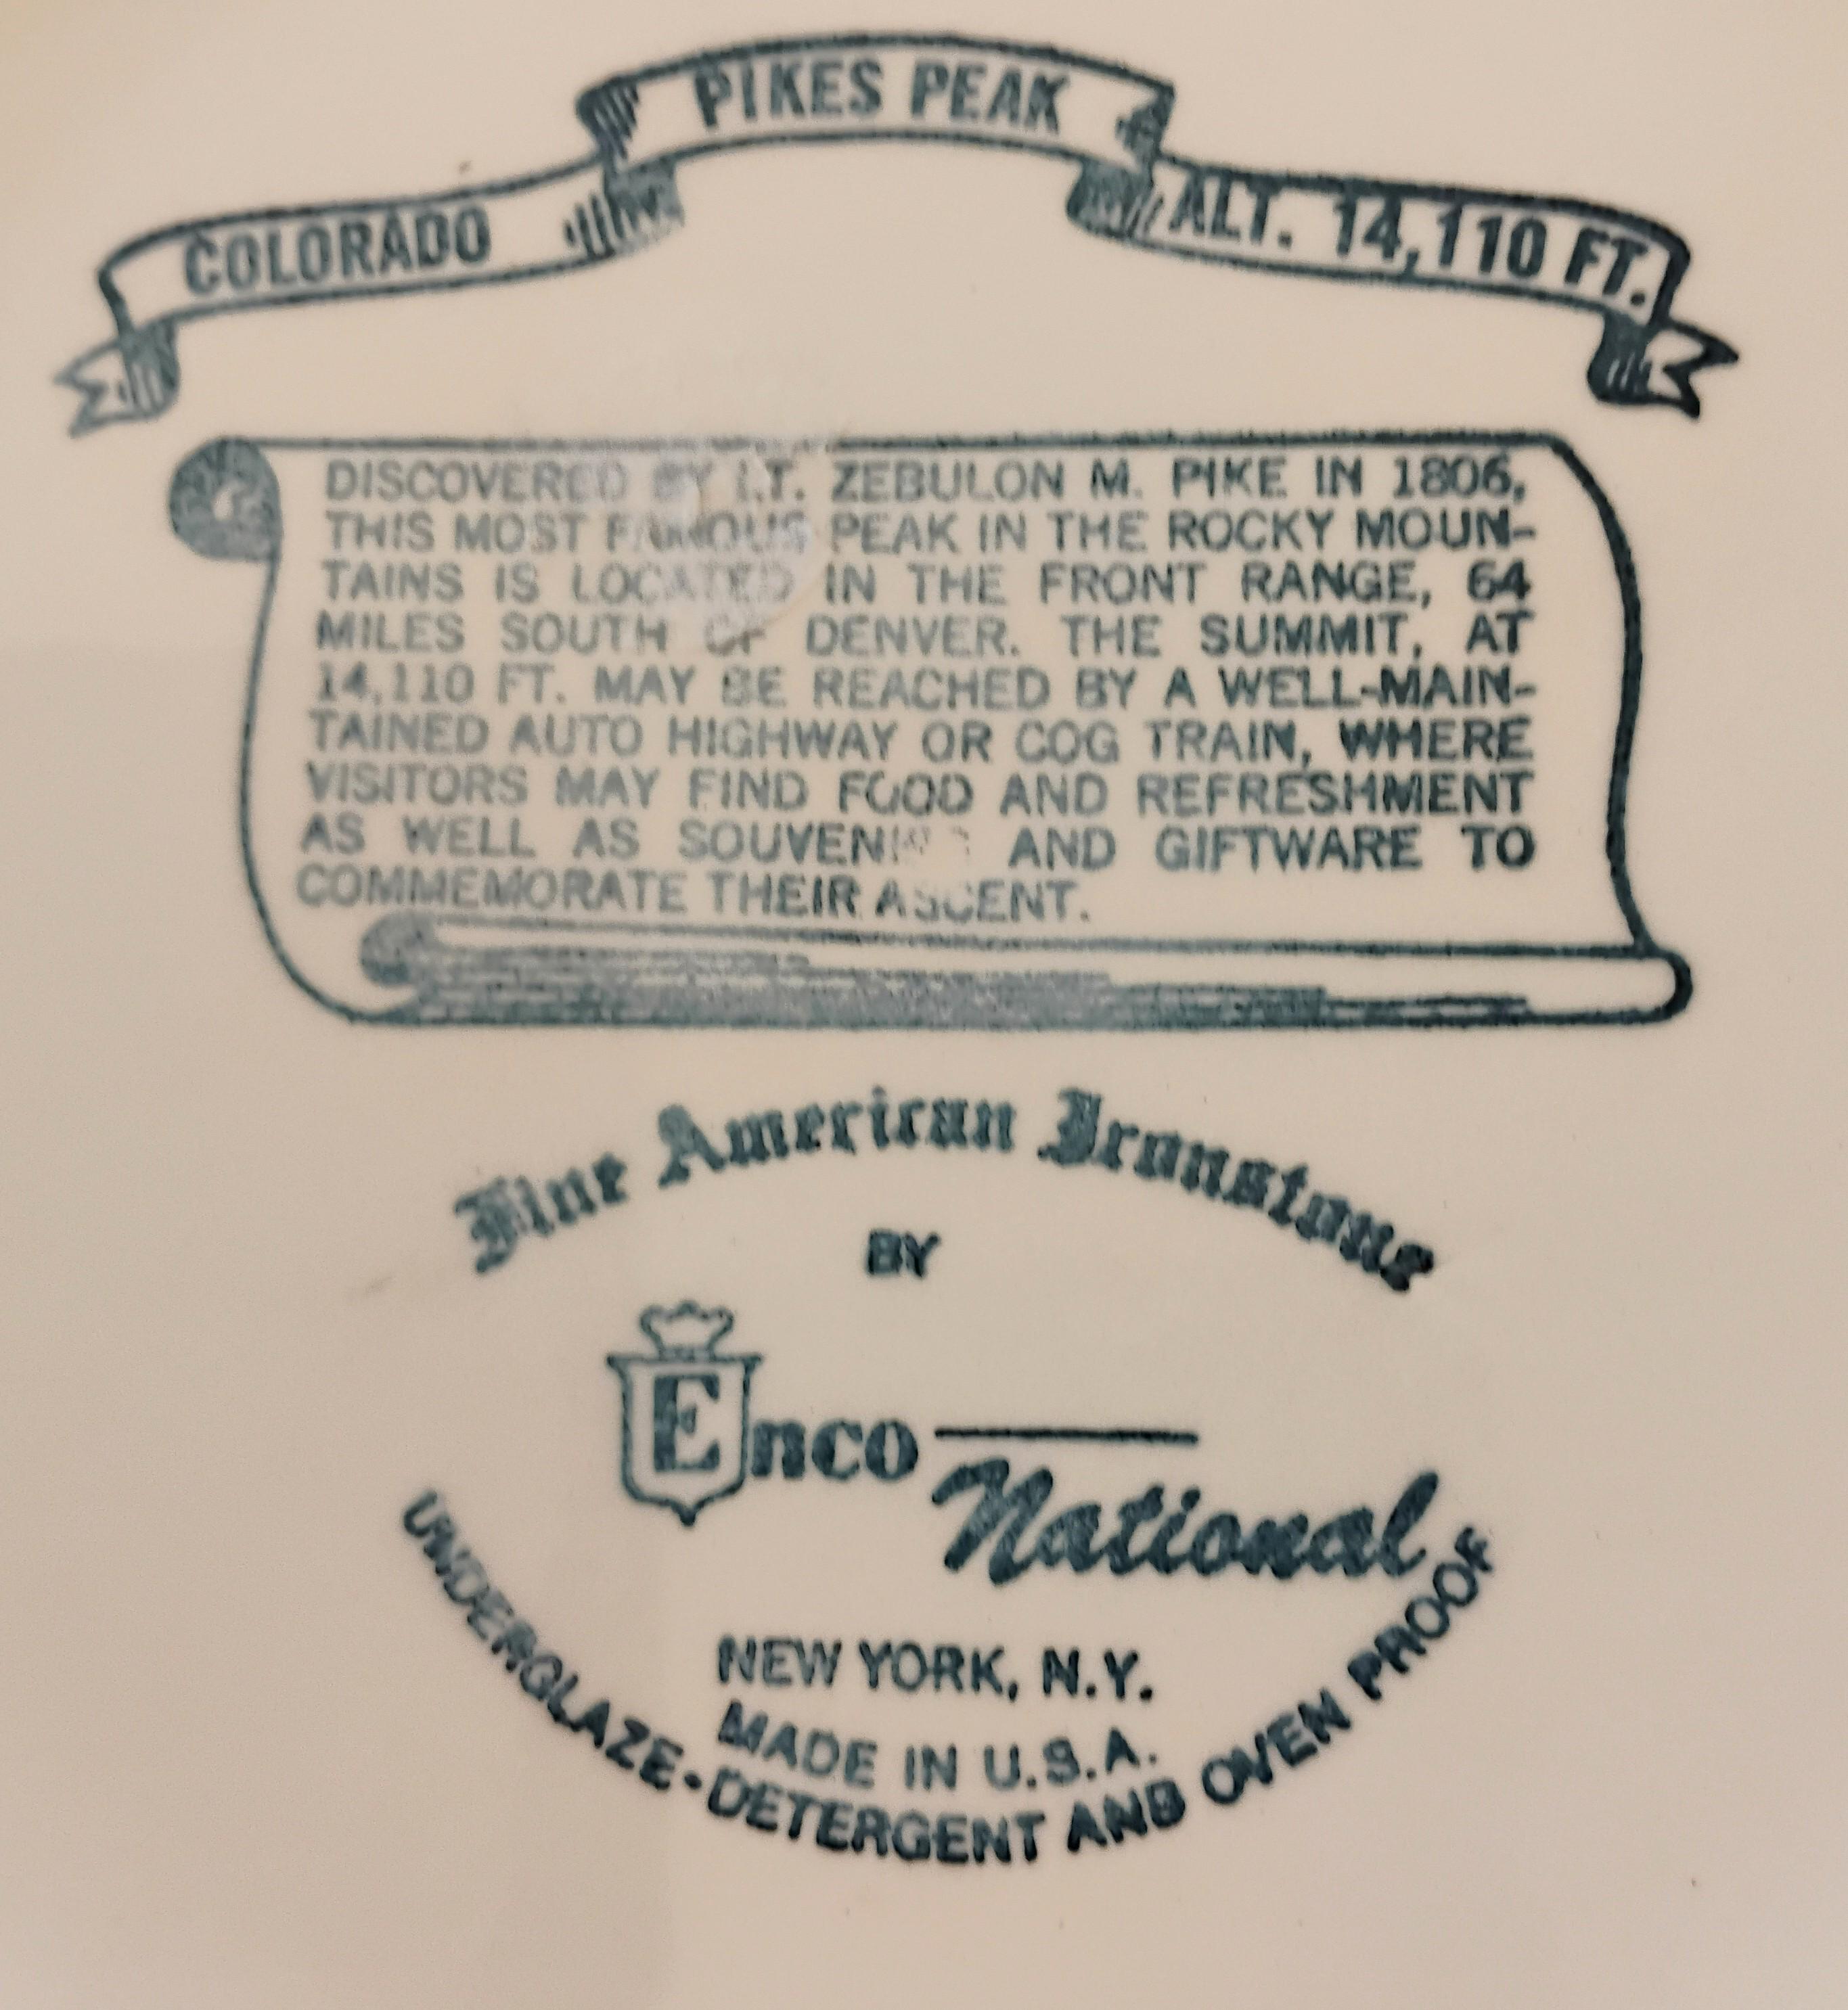 PIKES PEAK
COLORADO
ALT. 14,110 FT.
DISCOVERED BY LT. ZEBULON M. PIKE IN 1806,
THIS MOST FAMOUS PEAK IN THE ROCKY MOUN-
TAINS IS LOCATED IN THE FRONT RANGE, 64
MILES SOUTH OF DENVER. THE SUMMIT, AT
14,110 FT. MAY BE REACHED BY A WELL-MAIN-
TAINED AUTO HIGHWAY OR COG TRAIN, WHERE
VISITORS MAY FIND FOOD AND REFRESHMENT
AS WELL AS AND GIFTWARE TO
COMMEMORATE THEIR ASCENT.
Fine American Ironstone
BY
Enco
National
NEW YORK, N.Y.
MADE IN U.S.A.
UNDERGLAZE-DETERGENT AND OVEN PROOF